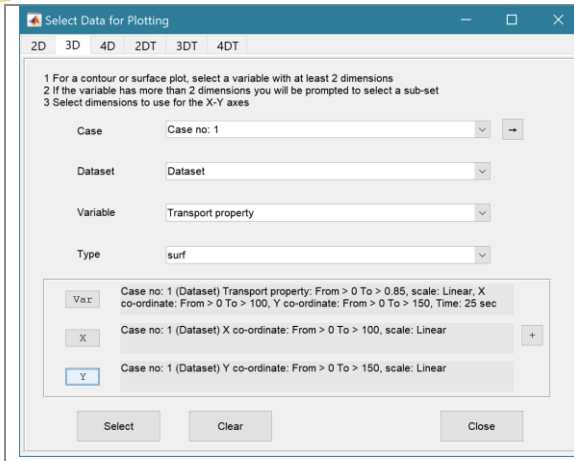 Select Data for Plotting
2D 3D 4D 2DT 3DT 4DT
1 For a contour or surface plot, select a variable with at least 2 dimensions
2 If the variable has more than 2 dimensions you will be prompted to select a sub-set
3 Select dimensions to use for the X-Y axes
Case Case no: 1 →
Dataset Dataset
Variable Transport property
Type surf
Var Case no: 1 (Dataset) Transport property: From > 0 To > 0.85, scale: Linear, X
co-ordinate: From > 0 To > 100, Y co-ordinate: From > 0 To > 150, Time: 25 sec
X Case no: 1 (Dataset) X co-ordinate: From > 0 To > 100, scale: Linear
+
Y Case no: 1 (Dataset) Y co-ordinate: From > 0 To > 150, scale: Linear
Select Clear Close